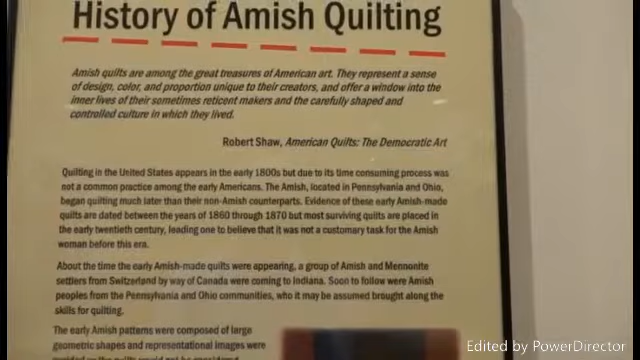 History of Amish Quilting
Amish quilts are among the great treasures of American art. They represent a sense
of design, color, and proportion unique to their creators, and offer a window into the
inner lives of their sometimes reticent makers and the carefully shaped and
controlled culture in which they lived.
Robert Shaw, American Quilts: The Democratic Art
Quilting in the United States appears in the early 1800s but due to its time consuming process was
not a common practice among the early Americans. The Amish, located in Pennsylvania and Ohio,
began quilting much later than their non-Amish counterparts. Evidence of these early Amish-made
quilts are dated between the years of 1860 through 1870 but most surviving quilts are placed in
the early twentieth century, leading one to believe that it was not a customary task for the Amish
woman before this era.
About the time the early Amish-made quilts were appearing, a group of Amish and Mennonite
settlers from Switzerland by way of Canada were coming to Indiana. Soon to follow were Amish
peoples from the Pennsylvania and Ohio communities, who it may be assumed brought along the
skills for quilting.
The early Amish patterns were composed of large
geometric shapes and representational images were
Edited by PowerDirector